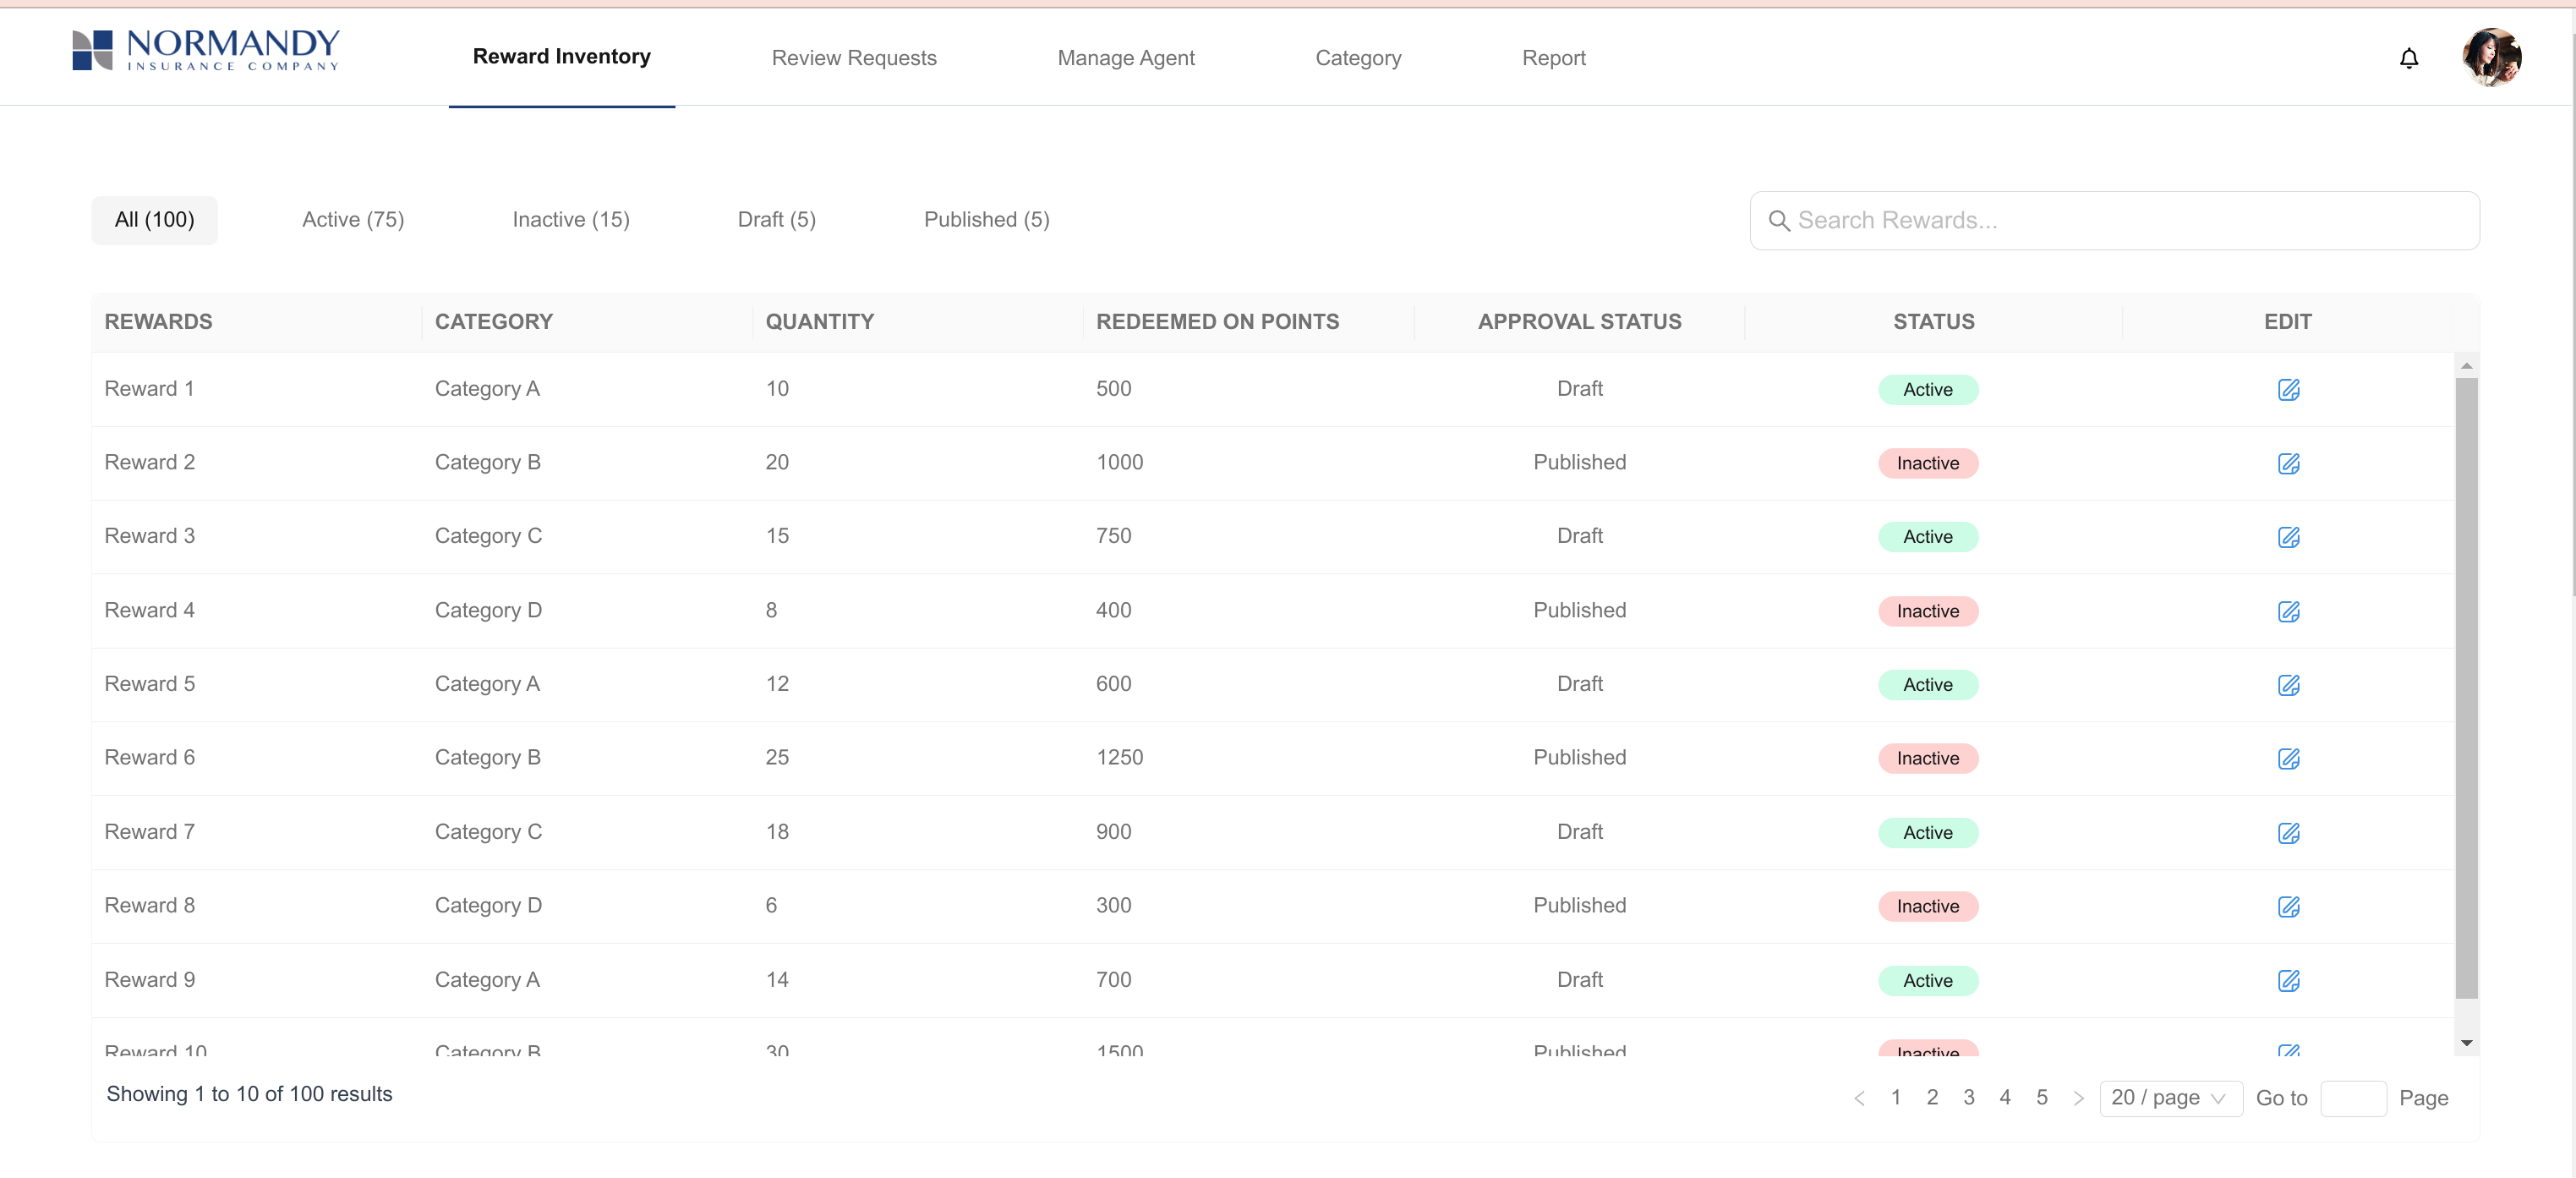 NORMANDY
INSURANCE COMPANY
Reward Inventory Review Requests Manage Agent Category Report
All (100) Active (75) Inactive (15) Draft (5) Published (5) Search Rewards...
REWARDS CATEGORY QUANTITY REDEEMED ON POINTS APPROVAL STATUS STATUS EDIT
Reward 1 Category A 10 500 Draft Active
Reward 2 Category B 20 1000 Published Inactive
Reward 3 Category C 15 750 Draft Active
Reward 4 Category D 8 400 Published Inactive
Reward 5 Category A 12 600 Draft Active
Reward 6 Category B 25 1250 Published Inactive
Reward 7 Category C 18 900 Draft Active
Reward 8 Category D 6 300 Published Inactive
Reward 9 Category A 14 700 Draft Active
Reward 10 Category B 30 1500 Published Inactive
Showing 1 to 10 of 100 results < 1 2 3 4 5 > 20 / page Go to Page